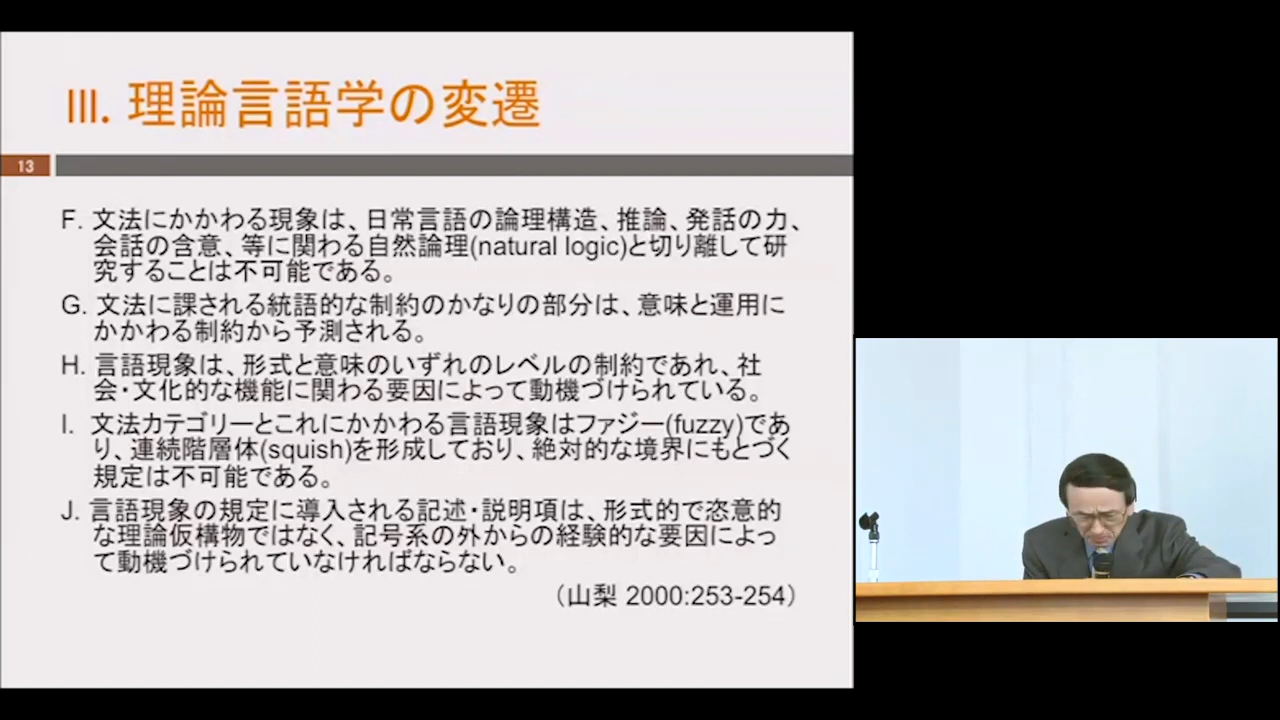 III. 理論言語学の変遷
13
F. 文法にかかわる現象は、日常言語の論理構造、推論、発話の力、
会話の含意、等に関わる自然論理(natural logic)と切り離して研
究することは不可能である。
G. 文法に課される統語的な制約のかなりの部分は、意味と運用に
かかわる制約から予測される。
H. 言語現象は、形式と意味のいずれのレベルの制約であれ、社
会・文化的な機能に関わる要因によって動機づけられている。
I. 文法カテゴリーとこれにかかわる言語現象はファジー(fuzzy)であ
り、連続階層体(squish)を形成しており、絶対的な境界にもとづく
規定は不可能である。
J. 言語現象の規定に導入される記述・説明項は、形式的で恣意的
な理論仮構物ではなく、記号系の外からの経験的な要因によっ
て動機づけられていなければならない。
（山梨 2000:253-254）